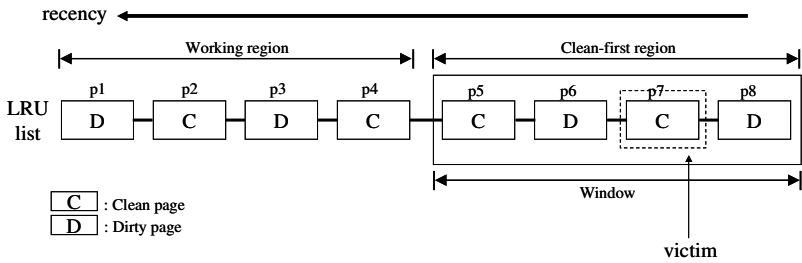 recency
Working region
Clean-first region
p1 p2 p3 p4 p5 p6 p7 p8
LRU
list
D C D C C D C D
Window
C : Clean page
D : Dirty page
victim